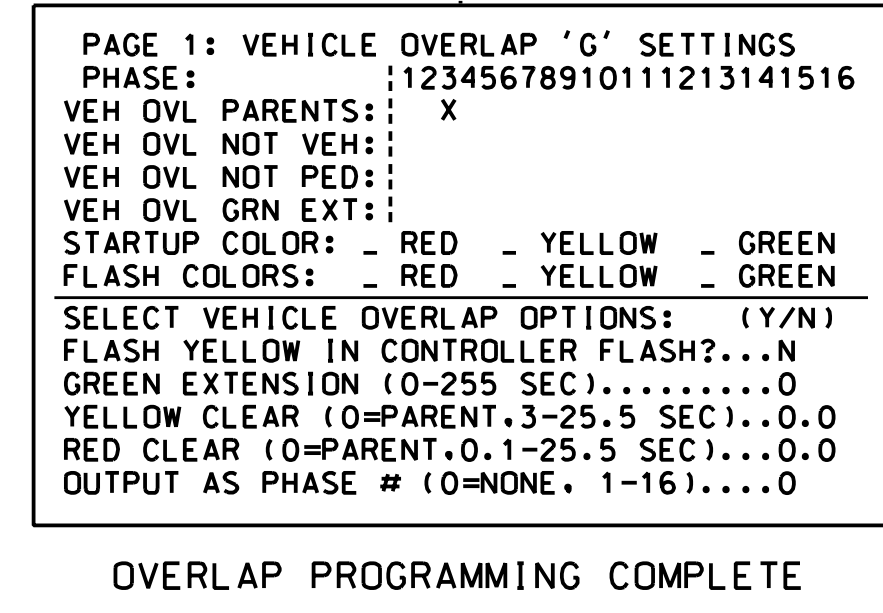 PAGE 1: VEHICLE OVERLAP 'G' SETTINGS
PHASE: ¦12345678910111213141516
VEH OVL PARENTS:¦ X
VEH OVL NOT VEH:¦
VEH OVL NOT PED:¦
VEH OVL GRN EXT:¦
STARTUP COLOR: _ RED _ YELLOW _ GREEN
FLASH COLORS: _ RED _ YELLOW _ GREEN
SELECT VEHICLE OVERLAP OPTIONS: (Y/N)
FLASH YELLOW IN CONTROLLER FLASH?...N
GREEN EXTENSION (0-255 SEC).........0
YELLOW CLEAR (0=PARENT,3-25.5 SEC)..0.0
RED CLEAR (0=PARENT,0.1-25.5 SEC)...0.0
OUTPUT AS PHASE # (0=NONE, 1-16)....0
OVERLAP PROGRAMMING COMPLETE